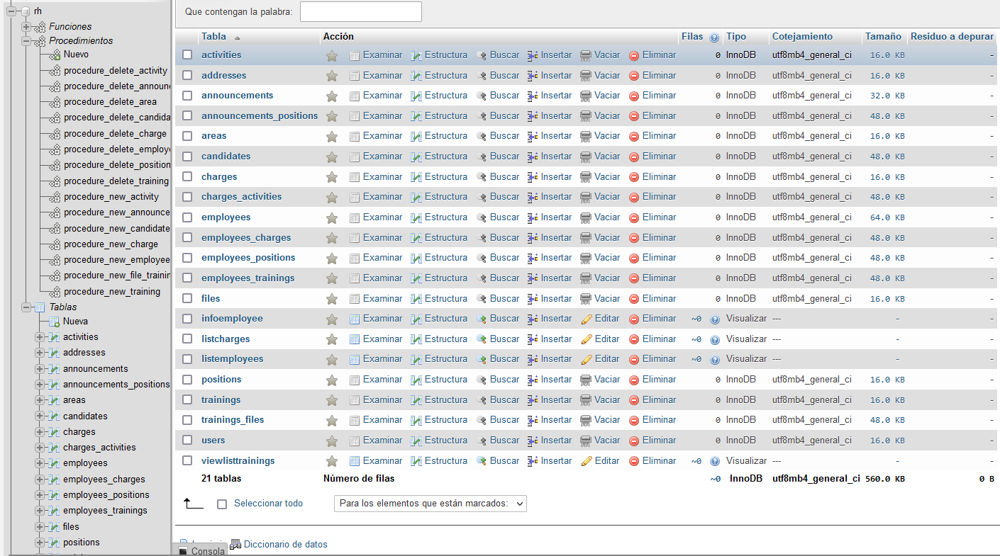 rh
Funciones
Procedimientos
Nuevo
procedure_delete_activity
procedure_delete_announ
procedure_delete_area
procedure_delete_candida
procedure_delete_charge
procedure_delete_employ
procedure_delete_position
procedure_delete_training
procedure_new_activity
procedure_new_announce
procedure_new_candidate
procedure_new_charge
procedure_new_employee
procedure_new_file_trainin
procedure_new_training
Tablas
Nueva
activities
addresses
announcements
announcements_positions
areas
candidates
charges
charges_activities
employees
employees_charges
employees_positions
employees_trainings
files
positions
Que contengan la palabra:
Tabla Acción Filas Tipo Cotejamiento Tamaño Residuo a depurar
activities Examinar Estructura Buscar Insertar Vaciar Eliminar 0 InnoDB utf8mb4_general_ci 16.0 KB -
addresses Examinar Estructura Buscar Insertar Vaciar Eliminar 0 InnoDB utf8mb4_general_ci 16.0 KB -
announcements Examinar Estructura Buscar Insertar Vaciar Eliminar 0 InnoDB utf8mb4_general_ci 32.0 KB -
announcements_positions Examinar Estructura Buscar Insertar Vaciar Eliminar 0 InnoDB utf8mb4_general_ci 48.0 KB -
areas Examinar Estructura Buscar Insertar Vaciar Eliminar 0 InnoDB utf8mb4_general_ci 16.0 KB -
candidates Examinar Estructura Buscar Insertar Vaciar Eliminar 0 InnoDB utf8mb4_general_ci 48.0 KB -
charges Examinar Estructura Buscar Insertar Vaciar Eliminar 0 InnoDB utf8mb4_general_ci 16.0 KB -
charges_activities Examinar Estructura Buscar Insertar Vaciar Eliminar 0 InnoDB utf8mb4_general_ci 48.0 KB -
employees Examinar Estructura Buscar Insertar Vaciar Eliminar 0 InnoDB utf8mb4_general_ci 64.0 KB -
employees_charges Examinar Estructura Buscar Insertar Vaciar Eliminar 0 InnoDB utf8mb4_general_ci 48.0 KB -
employees_positions Examinar Estructura Buscar Insertar Vaciar Eliminar 0 InnoDB utf8mb4_general_ci 48.0 KB -
employees_trainings Examinar Estructura Buscar Insertar Vaciar Eliminar 0 InnoDB utf8mb4_general_ci 48.0 KB -
files Examinar Estructura Buscar Insertar Vaciar Eliminar 0 InnoDB utf8mb4_general_ci 16.0 KB -
infoemployee Examinar Estructura Buscar Insertar Editar Eliminar ~0 Visualizar --- - -
listcharges Examinar Estructura Buscar Insertar Editar Eliminar ~0 Visualizar --- - -
listemployees Examinar Estructura Buscar Insertar Editar Eliminar ~0 Visualizar --- - -
positions Examinar Estructura Buscar Insertar Vaciar Eliminar 0 InnoDB utf8mb4_general_ci 16.0 KB -
trainings Examinar Estructura Buscar Insertar Vaciar Eliminar 0 InnoDB utf8mb4_general_ci 16.0 KB -
trainings_files Examinar Estructura Buscar Insertar Vaciar Eliminar 0 InnoDB utf8mb4_general_ci 48.0 KB -
users Examinar Estructura Buscar Insertar Vaciar Eliminar 0 InnoDB utf8mb4_general_ci 16.0 KB -
viewlisttrainings Examinar Estructura Buscar Insertar Editar Eliminar ~0 Visualizar --- - -
21 tablas Número de filas ~0 InnoDB utf8mb4_general_ci 560.0 KB 0 B
Seleccionar todo Para los elementos que están marcados:
Diccionario de datos
Consola